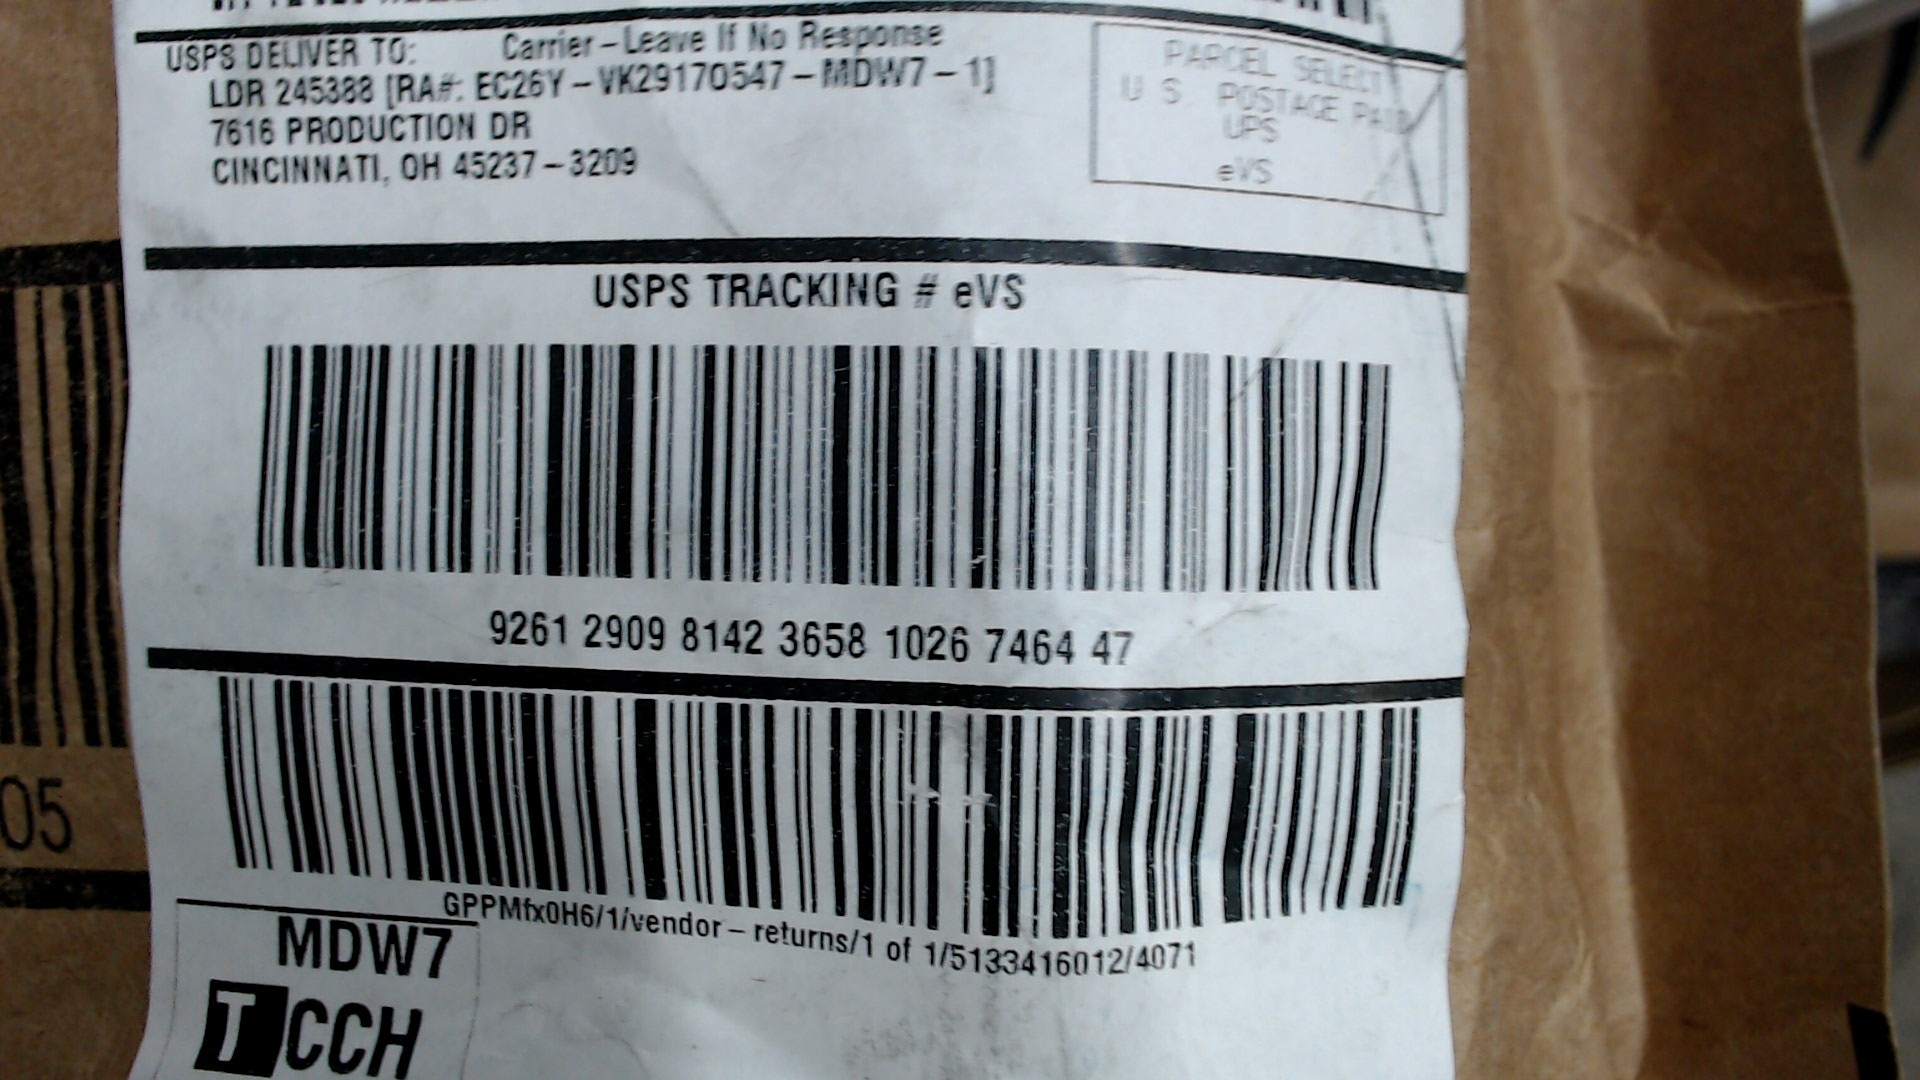 USPS DELIVER TO: Carrier – Leave If No Response
LDR 245388 [RA#: EC26Y – VK29170547 – MDW7 – 1]
7616 PRODUCTION DR
CINCINNATI, OH 45237 – 3209
PARCEL SELECT
U S POSTAGE PAID
UPS
eVS
USPS TRACKING # eVS
9261 2909 8142 3658 1026 7464 47
05
GPPMfx0H6/1/vendor – returns/1 of 1/5133416012/4071
MDW7
T CCH